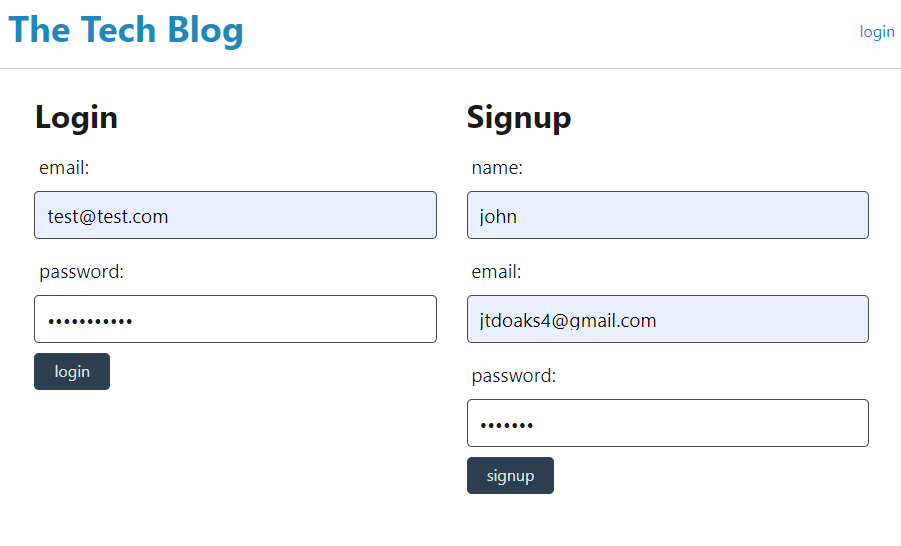 The Tech Blog
login
Login
email:
test@test.com
password:
•••••••••••
login
Signup
name:
john
email:
jtdoaks4@gmail.com
password:
•••••••
signup